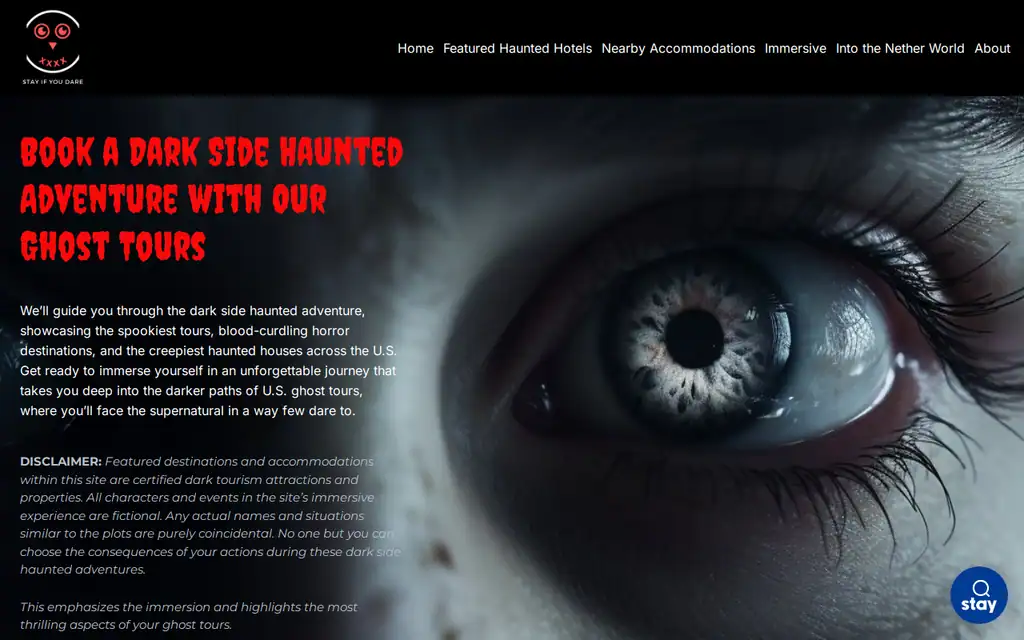 XXXX
STAY IF YOU DARE
Home Featured Haunted Hotels Nearby Accommodations Immersive Into the Nether World About
BOOK A DARK SIDE HAUNTED
ADVENTURE WITH OUR
GHOST TOURS
We’ll guide you through the dark side haunted adventure,
showcasing the spookiest tours, blood-curdling horror
destinations, and the creepiest haunted houses across the U.S.
Get ready to immerse yourself in an unforgettable journey that
takes you deep into the darker paths of U.S. ghost tours,
where you’ll face the supernatural in a way few dare to.
DISCLAIMER: Featured destinations and accommodations
within this site are certified dark tourism attractions and
properties. All characters and events in the site’s immersive
experience are fictional. Any actual names and situations
similar to the plots are purely coincidental. No one but you can
choose the consequences of your actions during these dark side
haunted adventures.
This emphasizes the immersion and highlights the most
thrilling aspects of your ghost tours.
stay